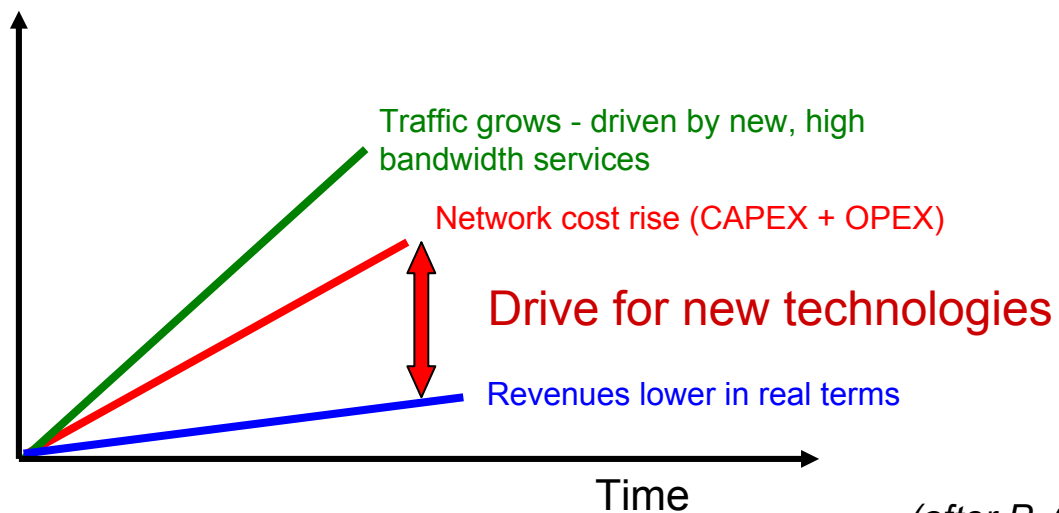 Traffic grows - driven by new, high
bandwidth services
Network cost rise (CAPEX + OPEX)
Drive for new technologies
Revenues lower in real terms
Time
(after